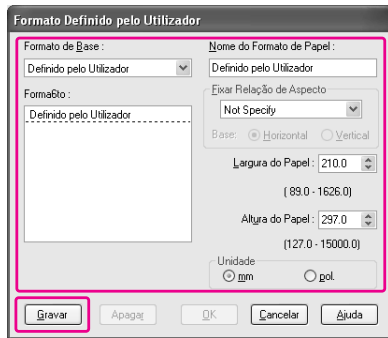 Formato Definido pelo Utilizador
Formato de Base :
Definido pelo Utilizador
Forma6to :
Definido pelo Utilizador
Nome do Formato de Papel :
Definido pelo Utilizador
Fixar Relação de Aspecto
Not Specify
Base: Horizontal Vertical
Largura do Papel : 210.0
( 89.0 - 1626.0)
Altura do Papel : 297.0
(127.0 - 15000.0)
Unidade
mm pol.
Gravar Apagar OK Cancelar Ajuda